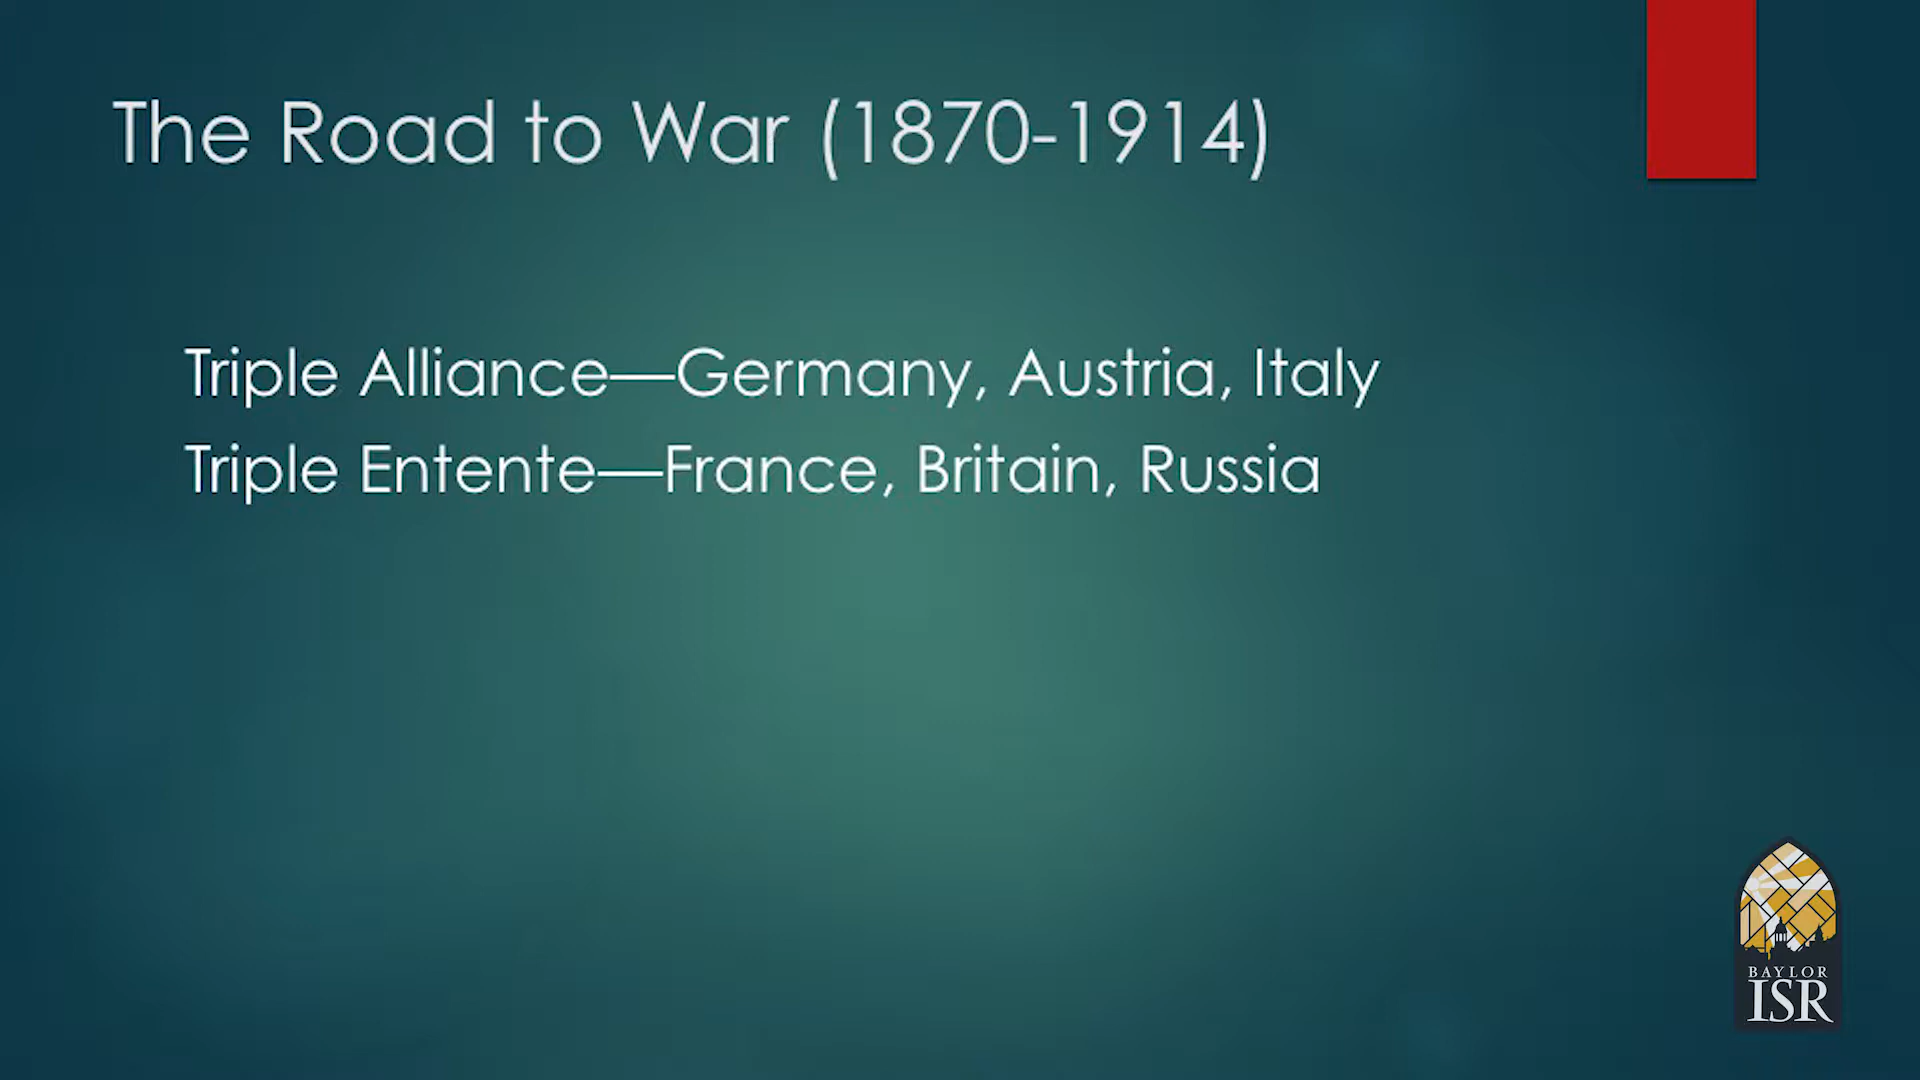 The Road to War (1870-1914)
Triple Alliance—Germany, Austria, Italy
Triple Entente—France, Britain, Russia
BAYLOR
ISR